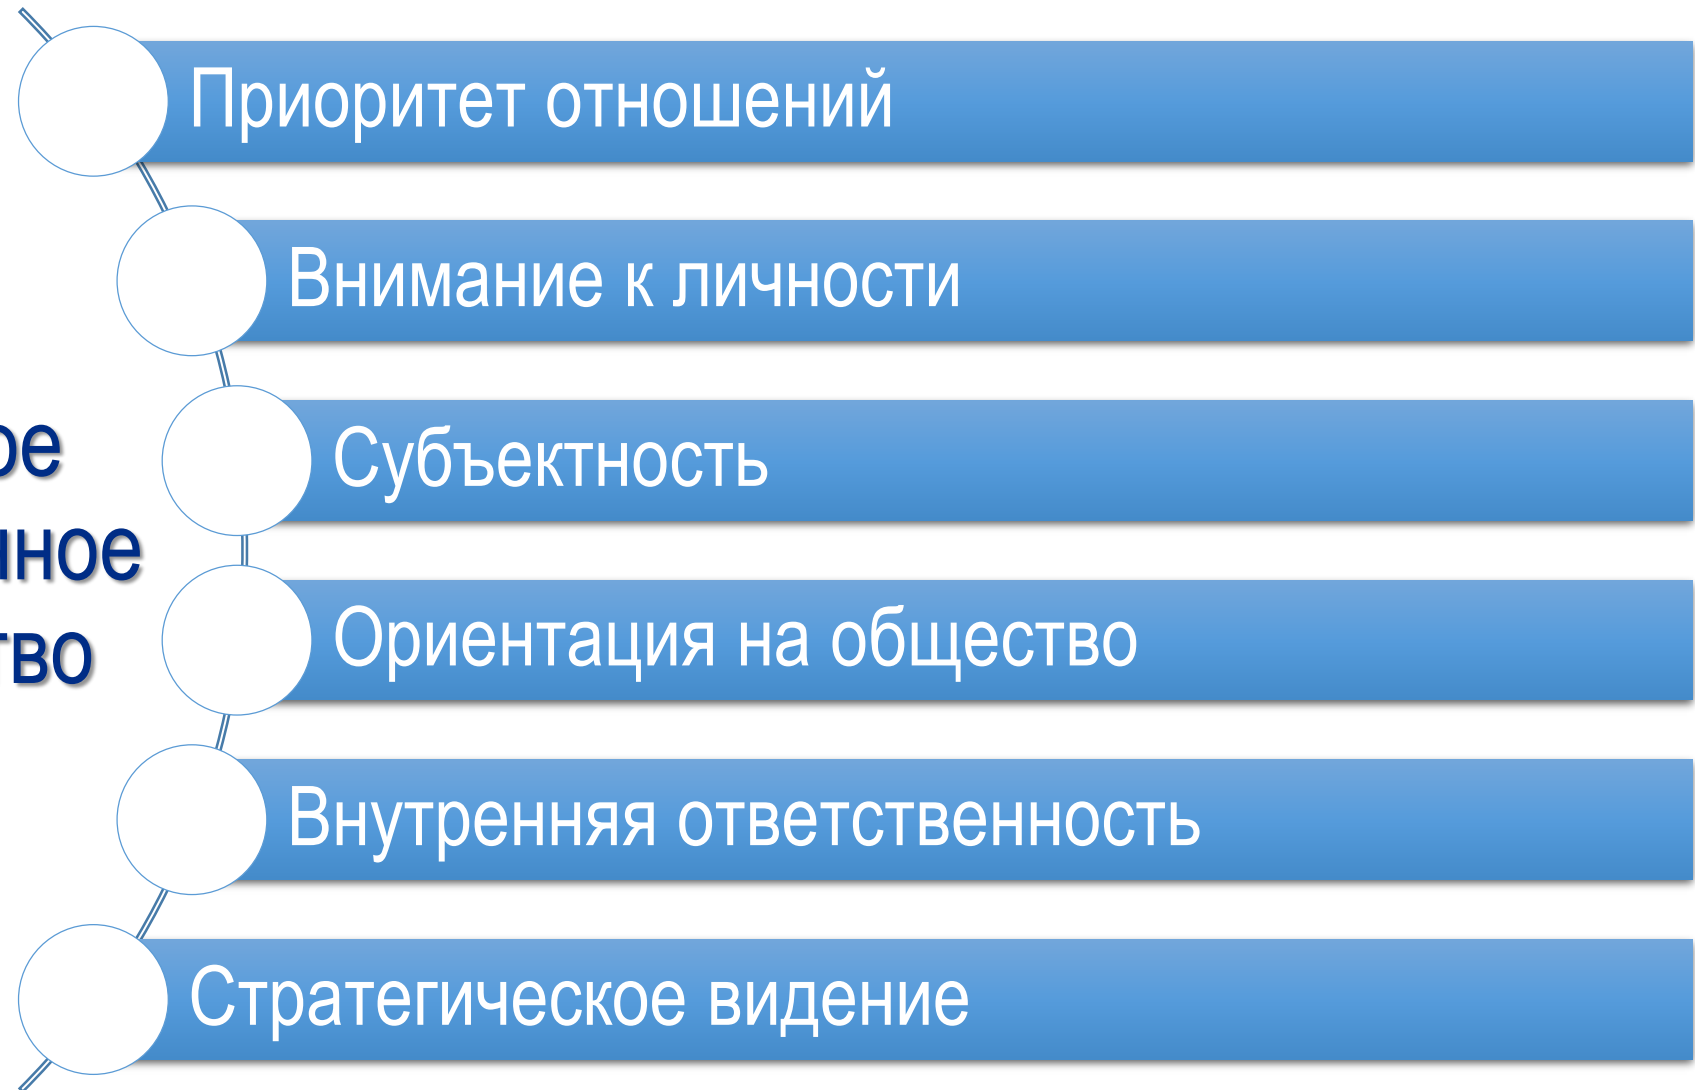 Приоритет отношений
Внимание к личности
Субъектность
Ориентация на общество
Внутренняя ответственность
Стратегическое видение